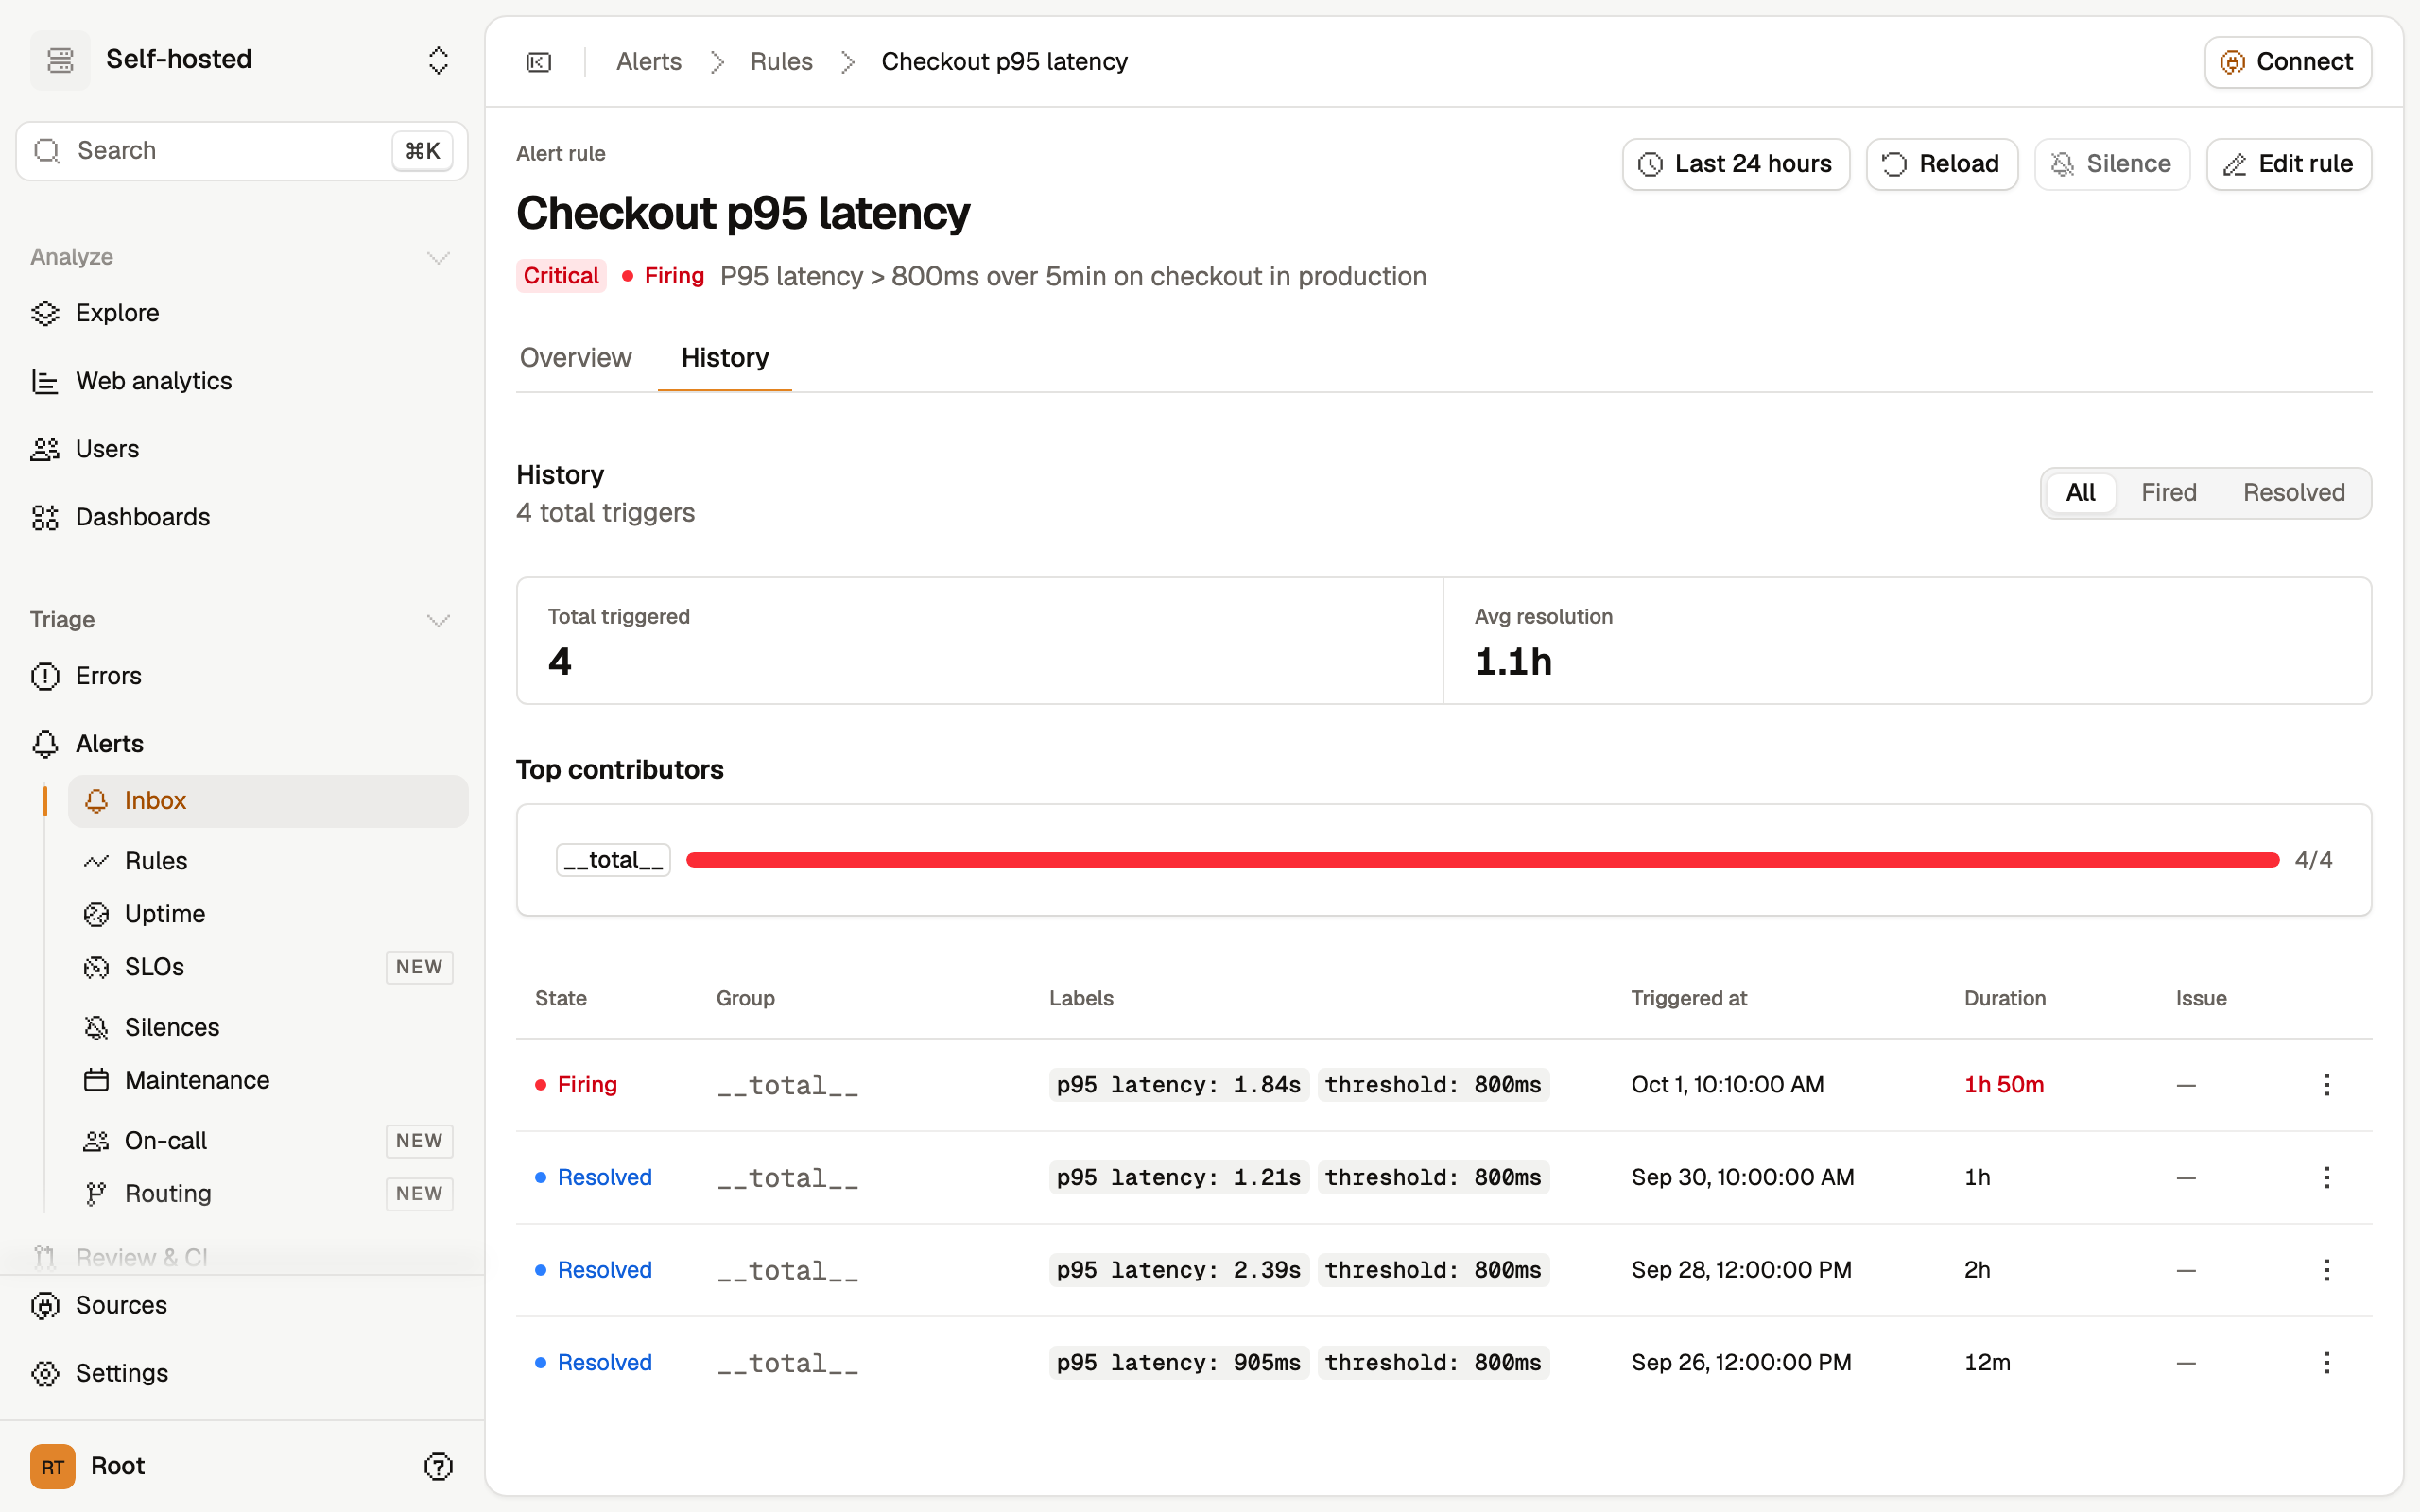 Self-hosted
Search
⌘K
Analyze
Explore
Web analytics
Users
Dashboards
Triage
Errors
Alerts
Inbox
Rules
Uptime
SLOs NEW
Silences
Maintenance
On-call NEW
Routing NEW
Review & CI
Sources
Settings
RT Root
Alerts Rules Checkout p95 latency
Connect
Alert rule
Last 24 hours Reload Silence Edit rule
Checkout p95 latency
Critical Firing P95 latency > 800ms over 5min on checkout in production
Overview History
History
4 total triggers
All Fired Resolved
Total triggered
4
Avg resolution
1.1h
Top contributors
__total__ 4/4
State Group Labels Triggered at Duration Issue
Firing __total__ p95 latency: 1.84s threshold: 800ms Oct 1, 10:10:00 AM 1h 50m —
Resolved __total__ p95 latency: 1.21s threshold: 800ms Sep 30, 10:00:00 AM 1h —
Resolved __total__ p95 latency: 2.39s threshold: 800ms Sep 28, 12:00:00 PM 2h —
Resolved __total__ p95 latency: 905ms threshold: 800ms Sep 26, 12:00:00 PM 12m —